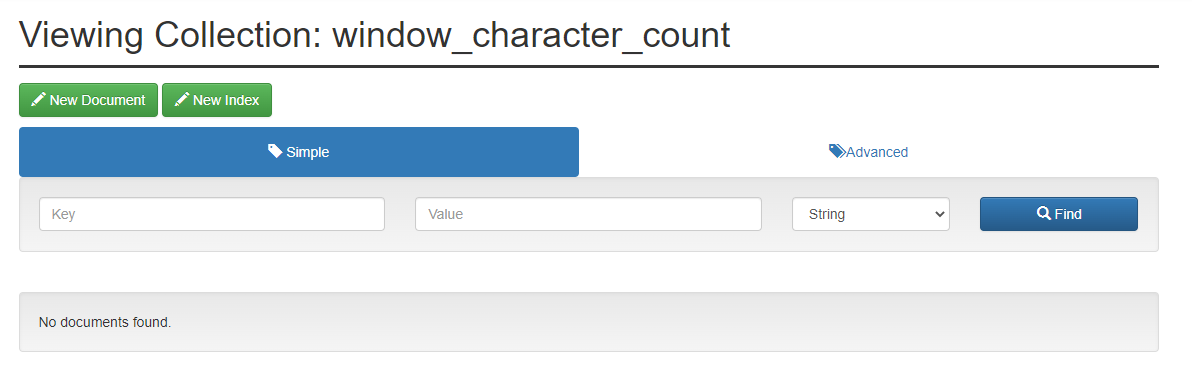 Viewing Collection: window_character_count
New Document New Index
Simple Advanced
Key Value String Find
No documents found.